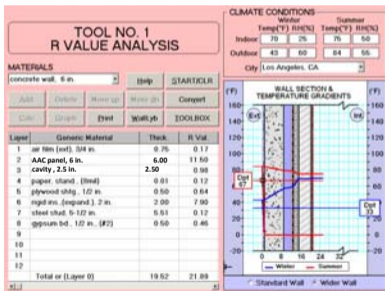 TOOL NO. 1
R VALUE ANALYSIS
CLIMATE CONDITIONS
Winter Summer
Temp(°F) RH(%) Temp(°F) RH(%)
Indoor 70 25 75 50
Outdoor 43 60 84 55
City Los Angeles, CA
MATERIALS
concrete wall, 6 in.
Help
START/CLR
Add
Delete
Move Up
Move dn
Convert
Calc
Graph
Print
WallLyb
TOOLBOX
Layer Generic Material Thick. R Val.
1 air film (ext), 3/4 in. 0.75 0.17
2 AAC panel, 6 in. 6.00 11.50
3 cavity , 2.5 in. 2.50 0.98
4 paper. stand., 0.01 0.12
5 plywood shtg., 1/2 in. 0.50 0.64
6 rigid ins.,(expand.), 2 in. 2.00 7.90
7 steel stud, 5-1/2 in. 5.51 0.12
8 gypsum bd., 1/2 in., (#2) 0.50 0.46
9
10
11
12
Total or (Layer 0) 19.52 21.89
WALL SECTION &
TEMPERATURE GRADIENTS
(°F) (°F)
Ext Int
160 160
140 140
120 120
100 100
80 80
60 60
40 40
20 20
0 0
-20 -20
0 8 16 24 32
Winter Summer
Standard Wall Wider Wall